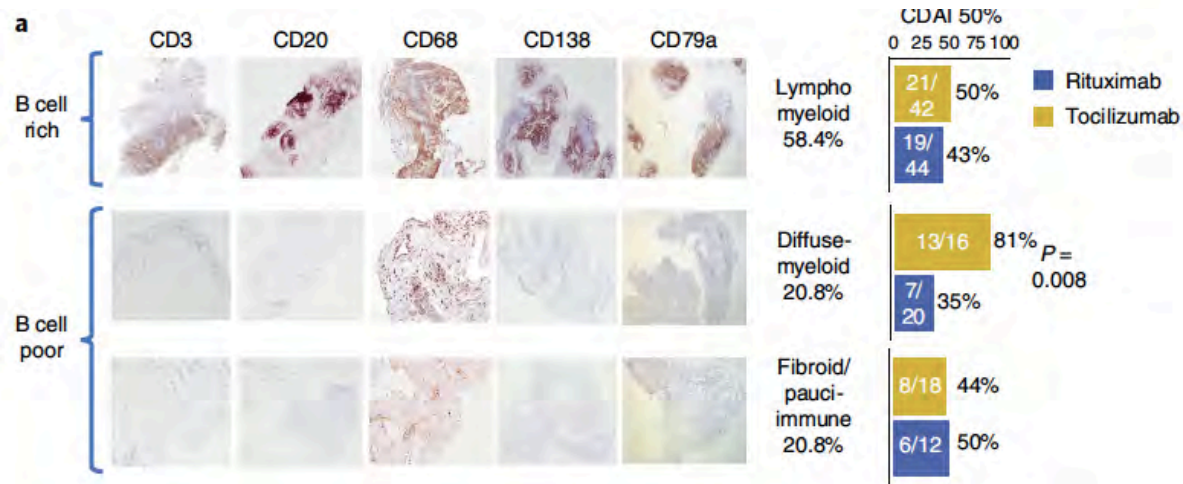 a
CD3 CD20 CD68 CD138 CD79a
CDAI 50%
0 25 50 75 100
B cell
rich
Lympho
myeloid
58.4%
21/
42
50%
19/
44
43%
Rituximab
Tocilizumab
B cell
poor
Diffuse-
myeloid
20.8%
13/16
81%
7/
20
35%
P =
0.008
Fibroid/
pauci-
immune
20.8%
8/18
44%
6/12
50%